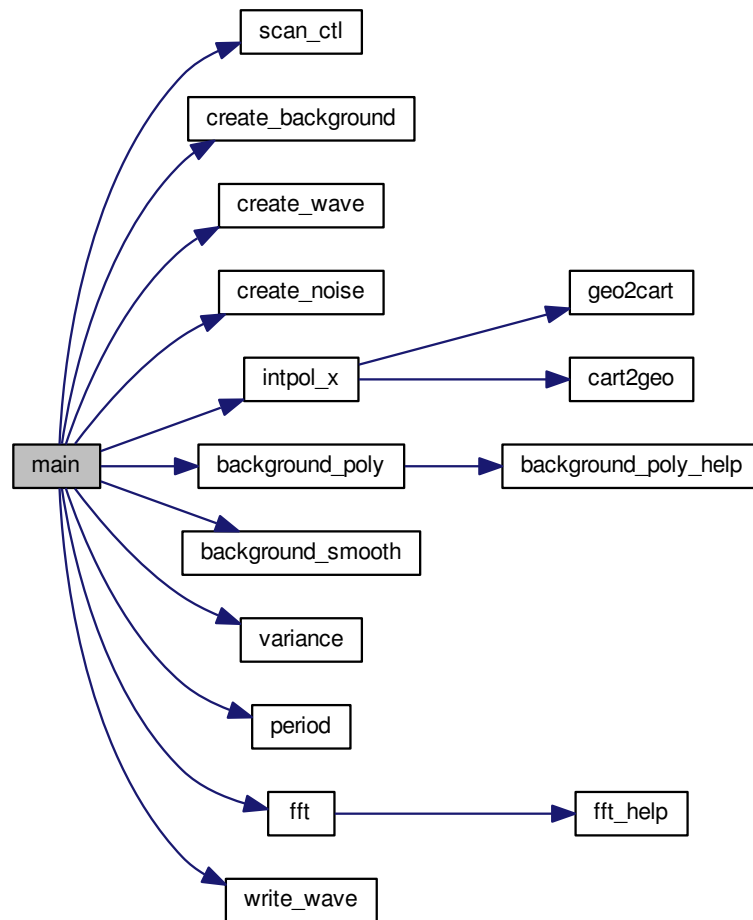 scan_ctl
create_background
create_wave
create_noise
geo2cart
intpol_x
cart2geo
main
background_poly
background_poly_help
background_smooth
variance
period
fft
fft_help
write_wave